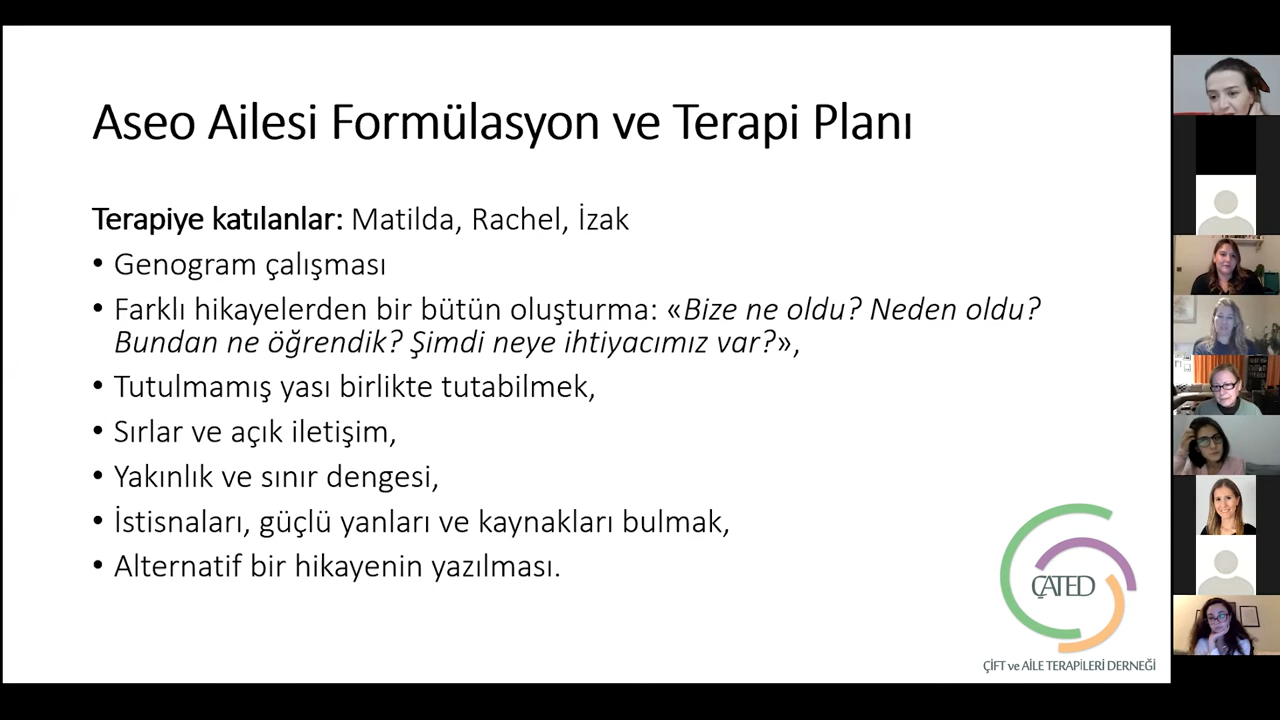 Aseo Ailesi Formülasyon ve Terapi Planı
Terapiye katılanlar: Matilda, Rachel, İzak
• Genogram çalışması
• Farklı hikayelerden bir bütün oluşturma: «Bize ne oldu? Neden oldu?
Bundan ne öğrendik? Şimdi neye ihtiyacımız var?»,
• Tutulmamış yası birlikte tutabilmek,
• Sırlar ve açık iletişim,
• Yakınlık ve sınır dengesi,
• İstisnaları, güçlü yanları ve kaynakları bulmak,
• Alternatif bir hikayenin yazılması.
ÇATED
ÇİFT ve AİLE TERAPİLERİ DERNEĞİ